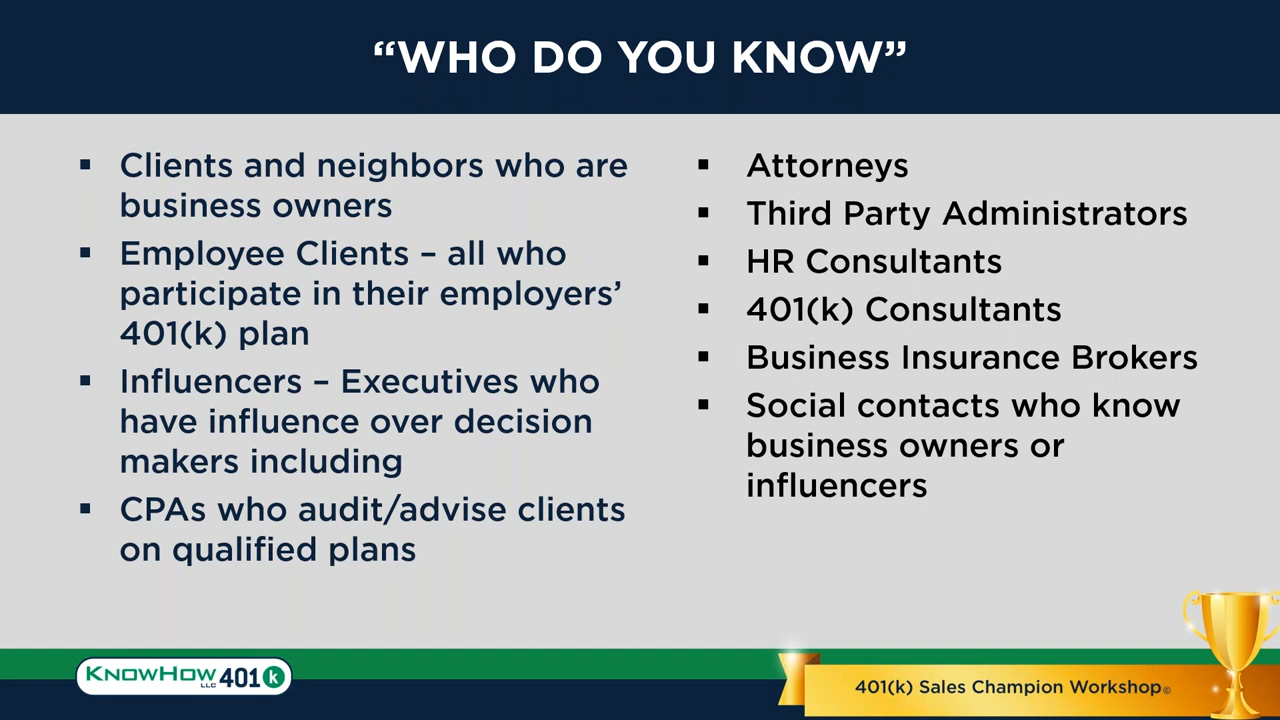 “WHO DO YOU KNOW”
▪ Clients and neighbors who are
business owners
▪ Employee Clients – all who
participate in their employers’
401(k) plan
▪ Influencers – Executives who
have influence over decision
makers including
▪ CPAs who audit/advise clients
on qualified plans
▪ Attorneys
▪ Third Party Administrators
▪ HR Consultants
▪ 401(k) Consultants
▪ Business Insurance Brokers
▪ Social contacts who know
business owners or
influencers
KNOWHOW LLC 401 k
401(k) Sales Champion Workshop©